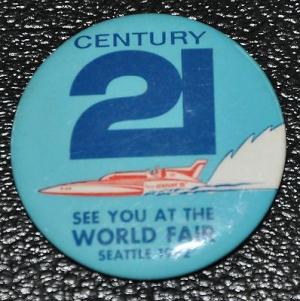 CENTURY
21
SEE YOU AT THE
WORLD FAIR
SEATTLE 1962